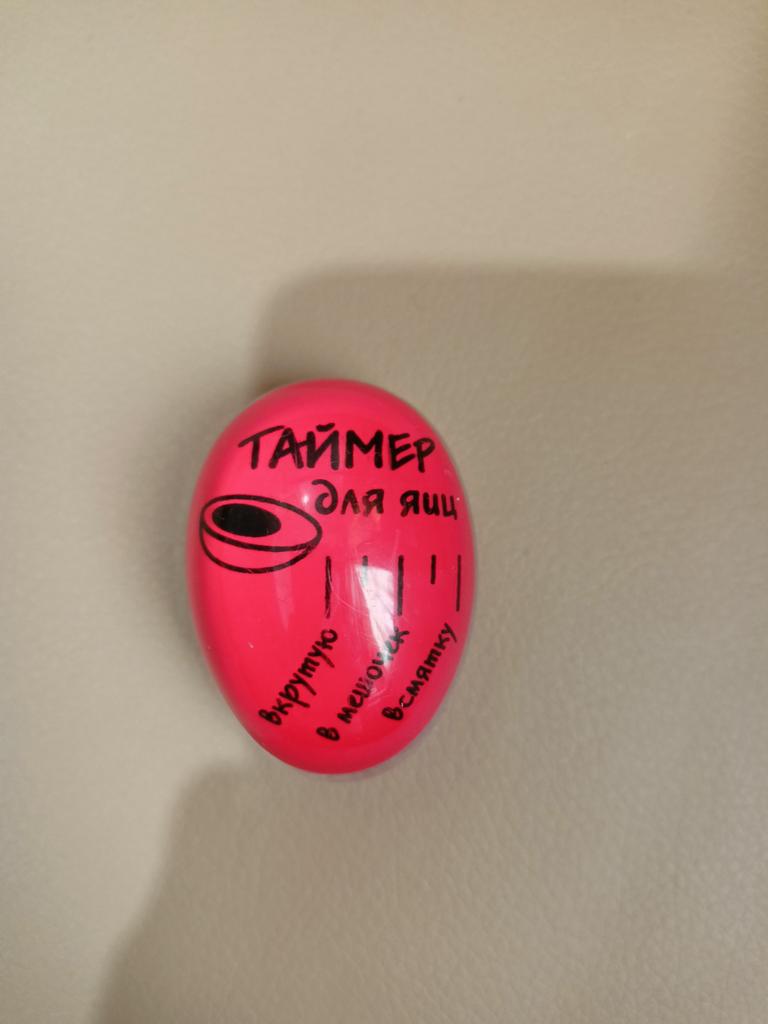 ТАЙМЕР
для яиц
вкрутую
в мешочек
всмятку